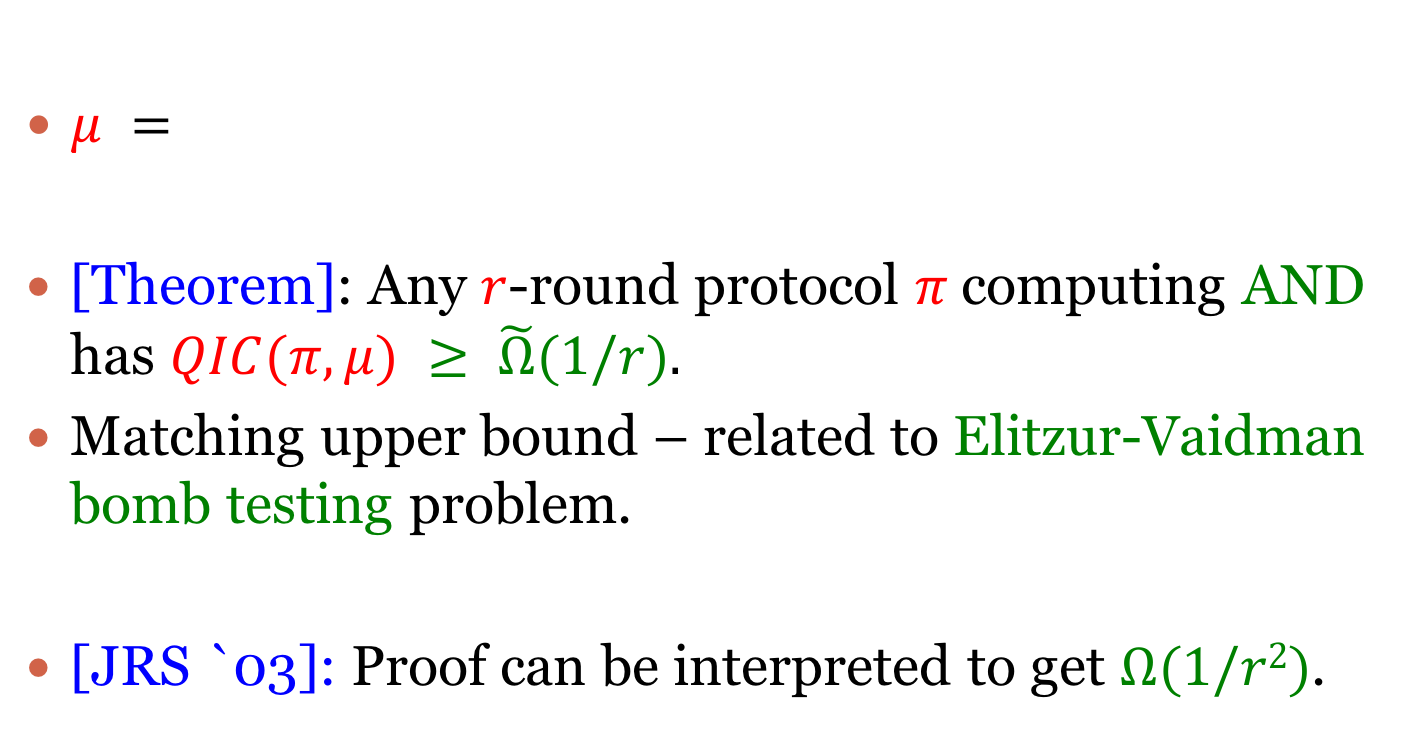 • μ =
• [Theorem]: Any r-round protocol π computing AND
has QIC(π, μ) ≥ Ω̃(1/r).
• Matching upper bound – related to Elitzur-Vaidman
bomb testing problem.
• [JRS `03]: Proof can be interpreted to get Ω(1/r²).